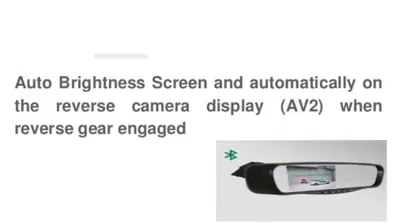 Auto Brightness Screen and automatically on
the reverse camera display (AV2) when
reverse gear engaged